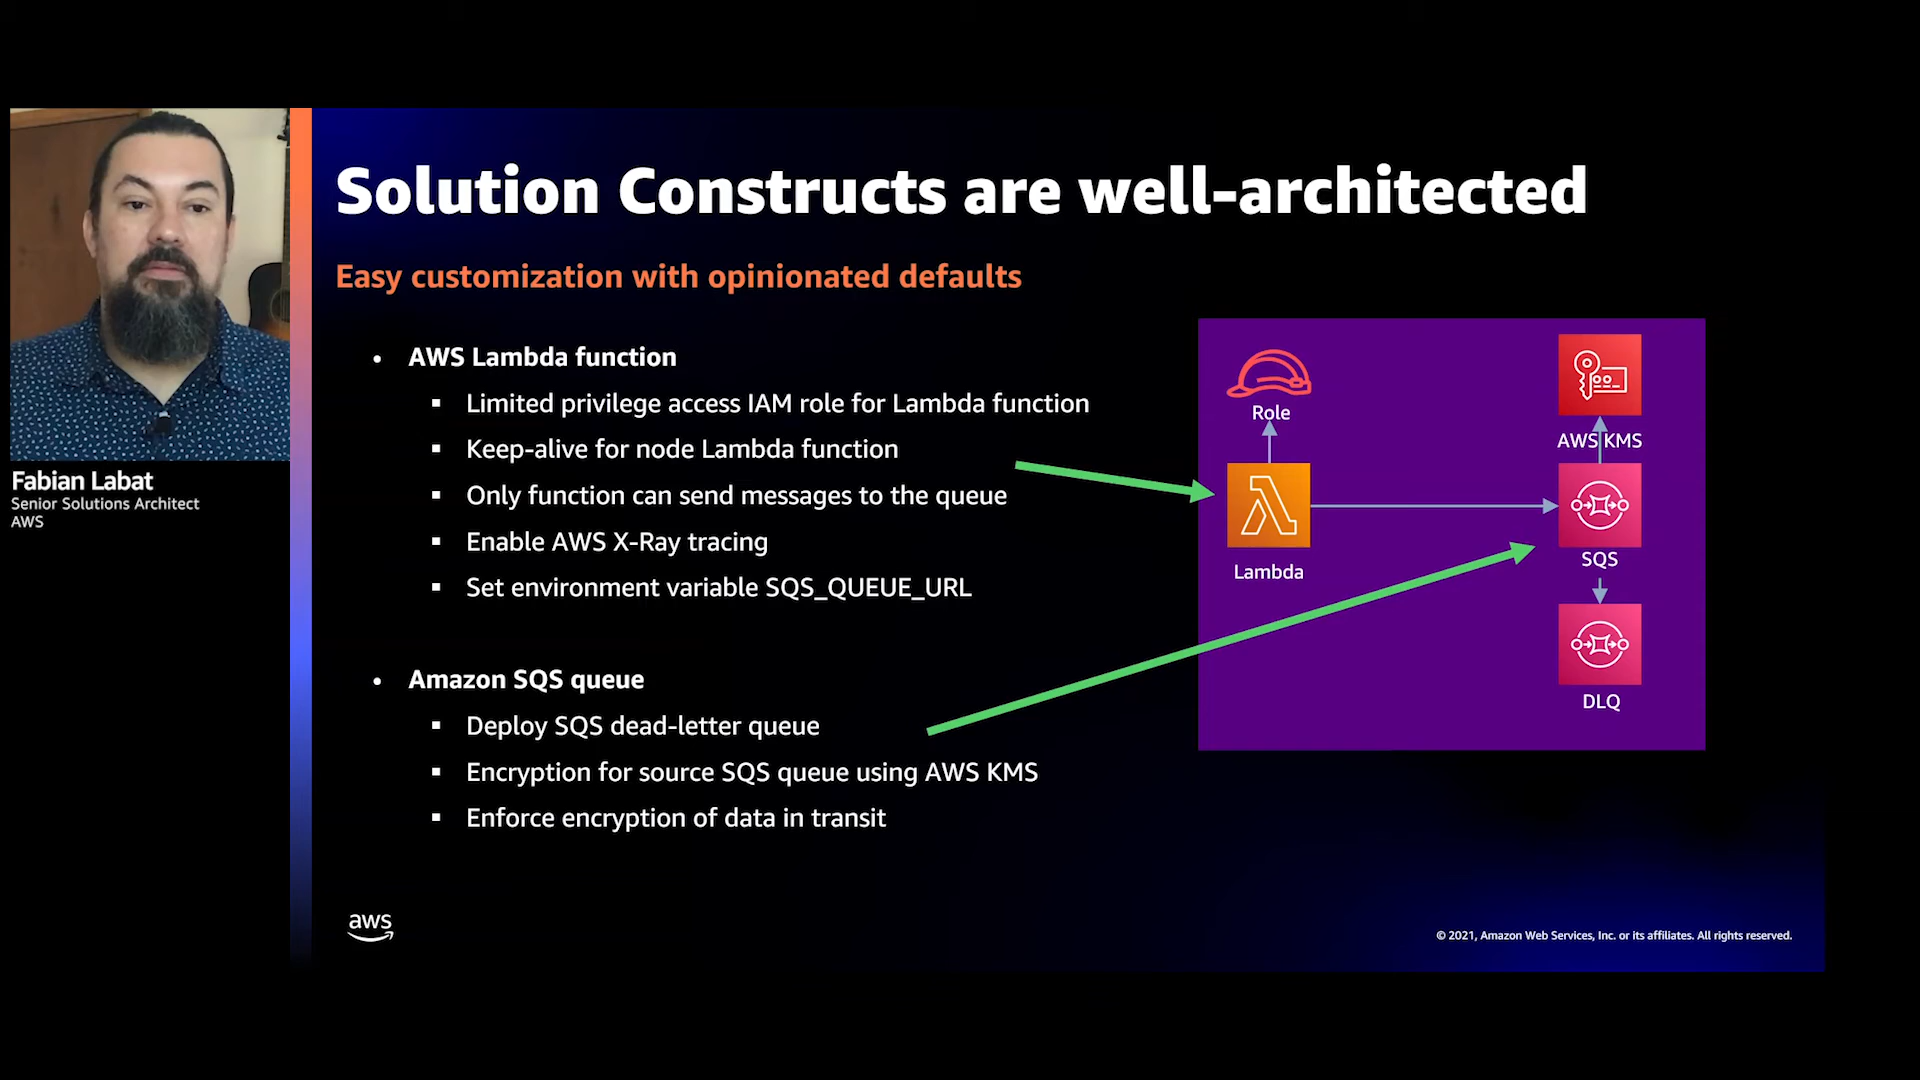 Fabian Labat
Senior Solutions Architect
AWS
Solution Constructs are well-architected
Easy customization with opinionated defaults
• AWS Lambda function
▪ Limited privilege access IAM role for Lambda function
▪ Keep-alive for node Lambda function
▪ Only function can send messages to the queue
▪ Enable AWS X-Ray tracing
▪ Set environment variable SQS_QUEUE_URL
• Amazon SQS queue
▪ Deploy SQS dead-letter queue
▪ Encryption for source SQS queue using AWS KMS
▪ Enforce encryption of data in transit
Role
AWS KMS
Lambda
SQS
DLQ
aws
© 2021, Amazon Web Services, Inc. or its affiliates. All rights reserved.